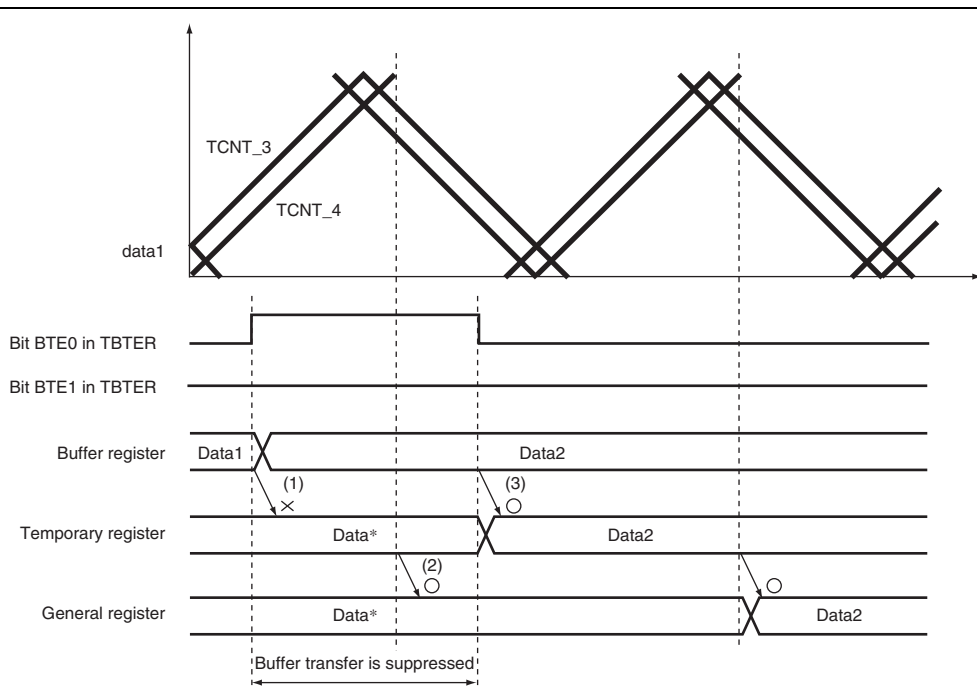 TCNT_3
TCNT_4
data1
Bit BTE0 in TBTER
Bit BTE1 in TBTER
Buffer register
Data1
Data2
(1)
(3)
Temporary register
Data*
Data2
(2)
General register
Data*
Data2
Buffer transfer is suppressed